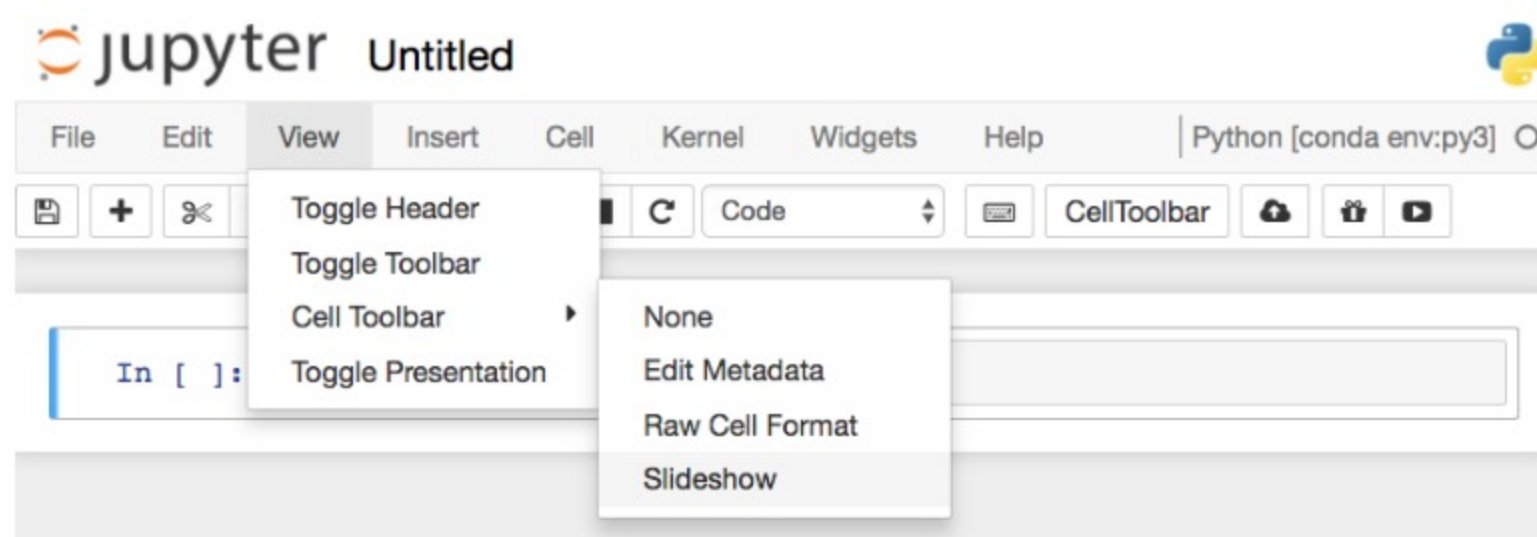 jupyter Untitled
File Edit View Insert Cell Kernel Widgets Help Python [conda env:py3]
Code CellToolbar
Toggle Header
Toggle Toolbar
Cell Toolbar
Toggle Presentation
None
Edit Metadata
Raw Cell Format
Slideshow
In [ ]: